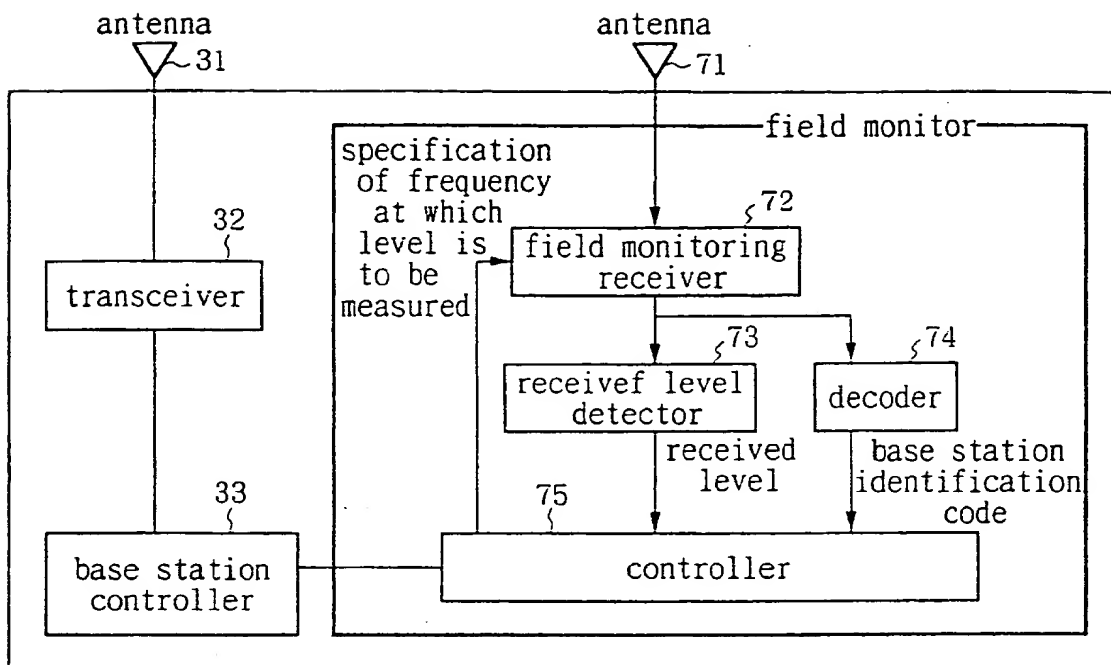 antenna
31
antenna
71
field monitor
specification
of frequency
at which
level is
to be
measured
72
field monitoring
receiver
32
transceiver
73
receivef level
detector
74
decoder
received
level
base station
identification
code
33
base station
controller
75
controller